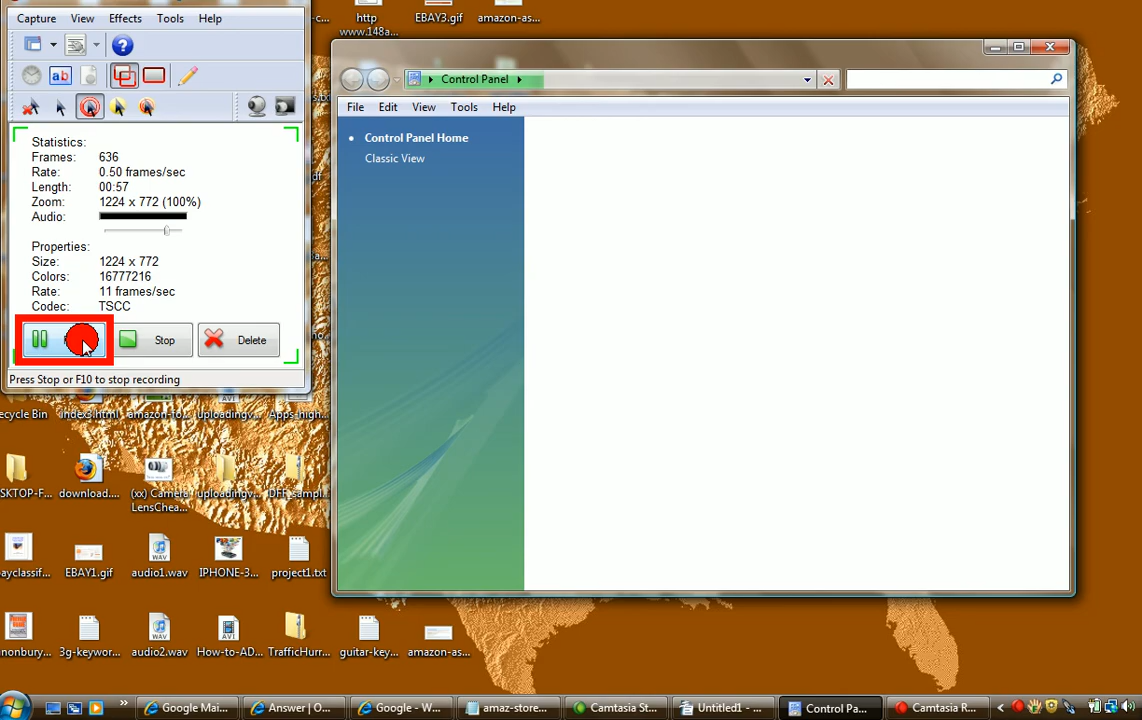 Capture View Effects Tools Help
ab
Statistics:
Frames: 636
Rate: 0.50 frames/sec
Length: 00:57
Zoom: 1224 x 772 (100%)
Audio:
Properties:
Size: 1224 x 772
Colors: 16777216
Rate: 11 frames/sec
Codec: TSCC
Stop Delete
Press Stop or F10 to stop recording
http
www.148a...
EBAY3.gif
amazon-as...
Control Panel
File Edit View Tools Help
Control Panel Home
Classic View
ecycle Bin
index3.html
amazon-fo...
uploadingv...
Apps-high...
SKTOP-F...
download....
(xx) Camera
LensChea...
uploadingv...
DFF_sampl...
ayclassif...
EBAY1.gif
audio1.wav
IPHONE-3...
project1.txt
nonbury...
3g-keywor...
audio2.wav
How-to-AD...
TrafficHurr...
guitar-key...
amazon-as...
Google Mai...
Answer | O...
Google - W...
amaz-store...
Camtasia St...
Untitled1 - ...
Control Pa...
Camtasia R...